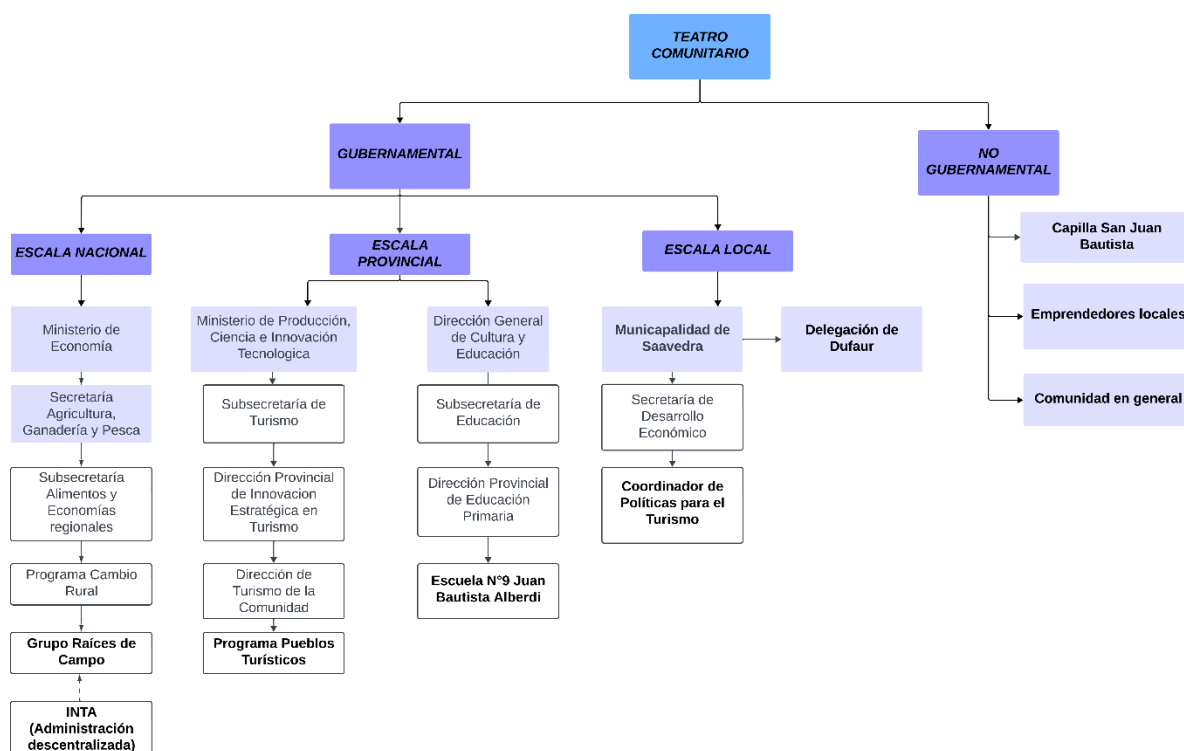 TEATRO
COMUNITARIO
GUBERNAMENTAL
NO
GUBERNAMENTAL
ESCALA NACIONAL
ESCALA
PROVINCIAL
ESCALA LOCAL
Capilla San Juan
Bautista
Emprendedores locales
Comunidad en general
Ministerio de
Economía
Secretaría
Agricultura,
Ganadería y Pesca
Subsecretaría
Alimentos y
Economías
regionales
Programa Cambio
Rural
Grupo Raíces de
Campo
INTA
(Administración
descentralizada)
Ministerio de Producción,
Ciencia e Innovación
Tecnologica
Subsecretaría de
Turismo
Dirección Provincial
de Innovacion
Estratégica en
Turismo
Dirección de
Turismo de la
Comunidad
Programa Pueblos
Turísticos
Dirección General
de Cultura y
Educación
Subsecretaría de
Educación
Dirección Provincial
de Educación
Primaria
Escuela N°9 Juan
Bautista Alberdi
Municapalidad de
Saavedra
Delegación de
Dufaur
Secretaría de
Desarrollo
Económico
Coordinador de
Políticas para el
Turismo